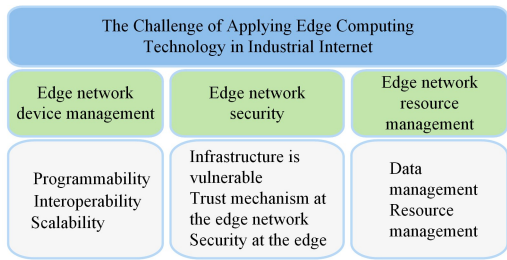 The Challenge of Applying Edge Computing
Technology in Industrial Internet
Edge network
device management
Edge network
security
Edge network
resource
management
Programmability
Interoperability
Scalability
Infrastructure is
vulnerable
Trust mechanism at
the edge network
Security at the edge
Data
management
Resource
management